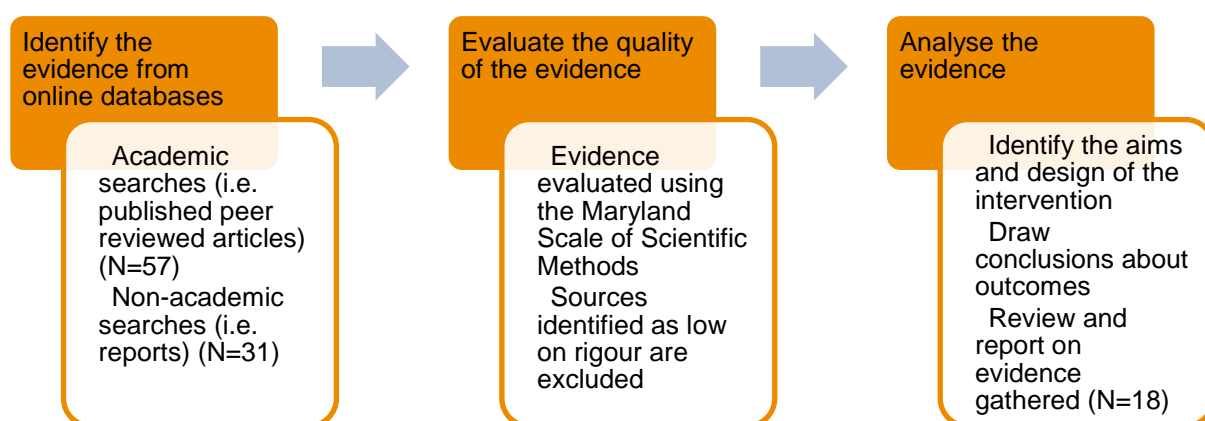 Identify the
evidence from
online databases
Academic
searches (i.e.
published peer
reviewed articles)
(N=57)
Non-academic
searches (i.e.
reports) (N=31)
Evaluate the quality
of the evidence
Evidence
evaluated using
the Maryland
Scale of Scientific
Methods
Sources
identified as low
on rigour are
excluded
Analyse the
evidence
Identify the aims
and design of the
intervention
Draw
conclusions about
outcomes
Review and
report on
evidence
gathered (N=18)